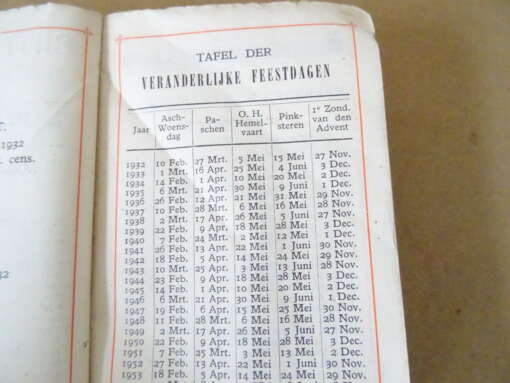 1932
cens.
TAFEL DER
VERANDERLIJKE FEESTDAGEN
Jaar Asch-Woens-dag Pa-schen O. H. Hemel-vaart Pink-steren 1e Zond. van den Advent
1932 10 Feb. 27 Mrt. 5 Mei 15 Mei 27 Nov.
1933 1 Mrt. 16 Apr. 25 Mei 4 Juni 3 Dec.
1934 14 Feb. 1 Apr. 10 Mei 20 Mei 2 Dec.
1935 6 Mrt. 21 Apr. 30 Mei 9 Juni 1 Dec.
1936 26 Feb. 12 Apr. 21 Mei 31 Mei 29 Nov.
1937 10 Feb. 28 Mrt. 6 Mei 16 Mei 28 Nov.
1938 2 Mrt. 17 Apr. 26 Mei 5 Juni 27 Nov.
1939 22 Feb. 9 Apr. 18 Mei 28 Mei 3 Dec.
1940 7 Feb. 24 Mrt. 2 Mei 12 Mei 1 Dec.
1941 26 Feb. 13 Apr. 22 Mei 1 Juni 30 Nov.
1942 18 Feb. 5 Apr. 14 Mei 24 Mei 29 Nov.
1943 10 Mrt. 25 Apr. 3 Mei 13 Juni 28 Nov.
1944 23 Feb. 9 Apr. 18 Mei 28 Mei 3 Dec.
1945 14 Feb. 1 Apr. 10 Mei 20 Mei 2 Dec.
1946 6 Mrt. 21 Apr. 30 Mei 9 Juni 1 Dec.
1947 19 Feb. 6 Apr. 15 Mei 25 Mei 30 Nov.
1948 11 Feb. 28 Mrt. 6 Mei 16 Mei 28 Nov.
1949 2 Mrt. 17 Apr. 26 Mei 5 Juni 27 Nov.
1950 22 Feb. 9 Apr. 18 Mei 28 Mei 3 Dec.
1951 7 Feb. 25 Mrt. 3 Mei 13 Mei 2 Dec.
1952 27 Feb. 13 Apr. 22 Mei 1 Juni 30 Nov.
1953 18 Feb. 5 Apr. 14 Mei 24 Mei 29 Nov.